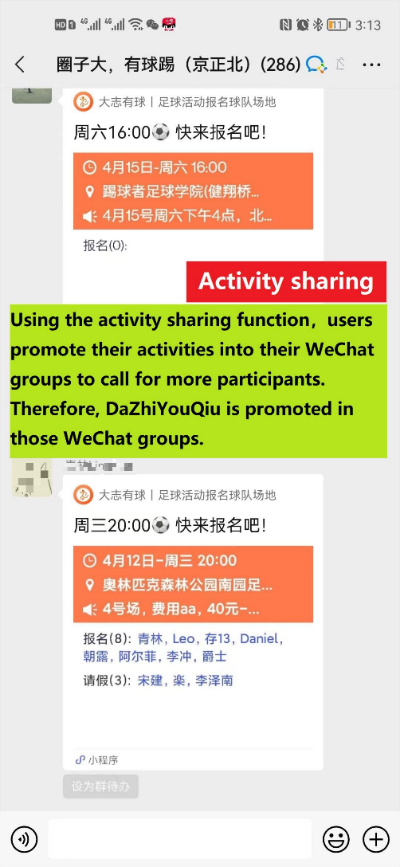 HD 1 4G 4G 11 3:13
圈子大，有球踢（京正北）(286)
大志有球丨足球活动报名球队场地
周六16:00⚽ 快来报名吧！
4月15日-周六 16:00
踢球者足球学院(健翔桥...
4月15号周六下午4点，北...
报名(0):
Activity sharing
Using the activity sharing function, users
promote their activities into their WeChat
groups to call for more participants.
Therefore, DaZhiYouQiu is promoted in
those WeChat groups.
大志有球丨足球活动报名球队场地
周三20:00⚽ 快来报名吧！
4月12日-周三 20:00
奥林匹克森林公园南园足...
4号场, 费用aa, 40元~...
报名(8): 青林, Leo, 存13, Daniel,
朝露, 阿尔菲, 李冲, 爵士
请假(3): 宋建, 楽, 李泽南
小程序
设为群待办